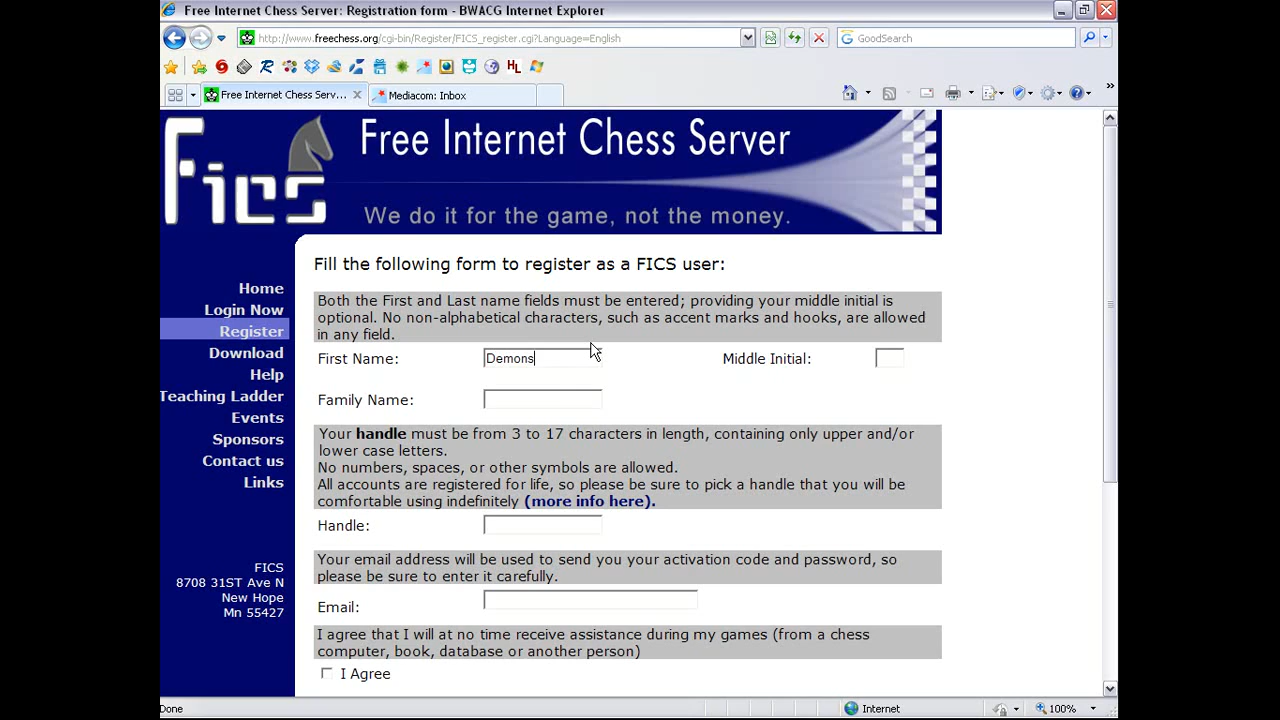 Free Internet Chess Server: Registration form - BWACG Internet Explorer
http://www.freechess.org/cgi-bin/Register/FICS_register.cgi?Language=English
GoodSearch
Free Internet Chess Serv...
Mediacom: Inbox
Fics
Free Internet Chess Server
We do it for the game, not the money.
Home
Login Now
Register
Download
Help
Teaching Ladder
Events
Sponsors
Contact us
Links
FICS
8708 31ST Ave N
New Hope
Mn 55427
Fill the following form to register as a FICS user:
Both the First and Last name fields must be entered; providing your middle initial is
optional. No non-alphabetical characters, such as accent marks and hooks, are allowed
in any field.
First Name:
Demons
Middle Initial:
Family Name:
Your handle must be from 3 to 17 characters in length, containing only upper and/or
lower case letters.
No numbers, spaces, or other symbols are allowed.
All accounts are registered for life, so please be sure to pick a handle that you will be
comfortable using indefinitely (more info here).
Handle:
Your email address will be used to send you your activation code and password, so
please be sure to enter it carefully.
Email:
I agree that I will at no time receive assistance during my games (from a chess
computer, book, database or another person)
I Agree
Done
Internet
100%